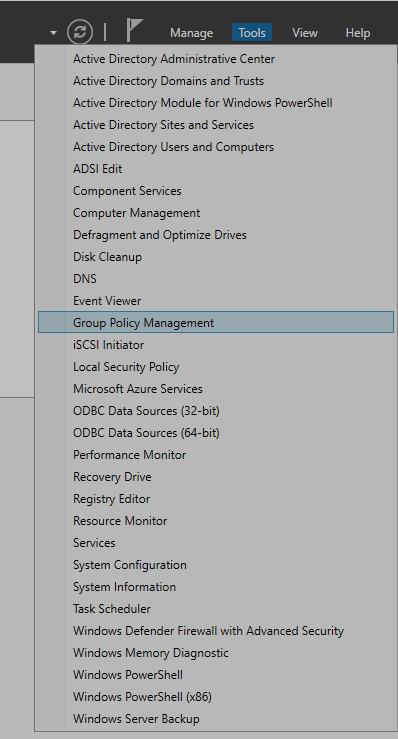 Manage Tools View Help
Active Directory Administrative Center
Active Directory Domains and Trusts
Active Directory Module for Windows PowerShell
Active Directory Sites and Services
Active Directory Users and Computers
ADSI Edit
Component Services
Computer Management
Defragment and Optimize Drives
Disk Cleanup
DNS
Event Viewer
Group Policy Management
iSCSI Initiator
Local Security Policy
Microsoft Azure Services
ODBC Data Sources (32-bit)
ODBC Data Sources (64-bit)
Performance Monitor
Recovery Drive
Registry Editor
Resource Monitor
Services
System Configuration
System Information
Task Scheduler
Windows Defender Firewall with Advanced Security
Windows Memory Diagnostic
Windows PowerShell
Windows PowerShell (x86)
Windows Server Backup